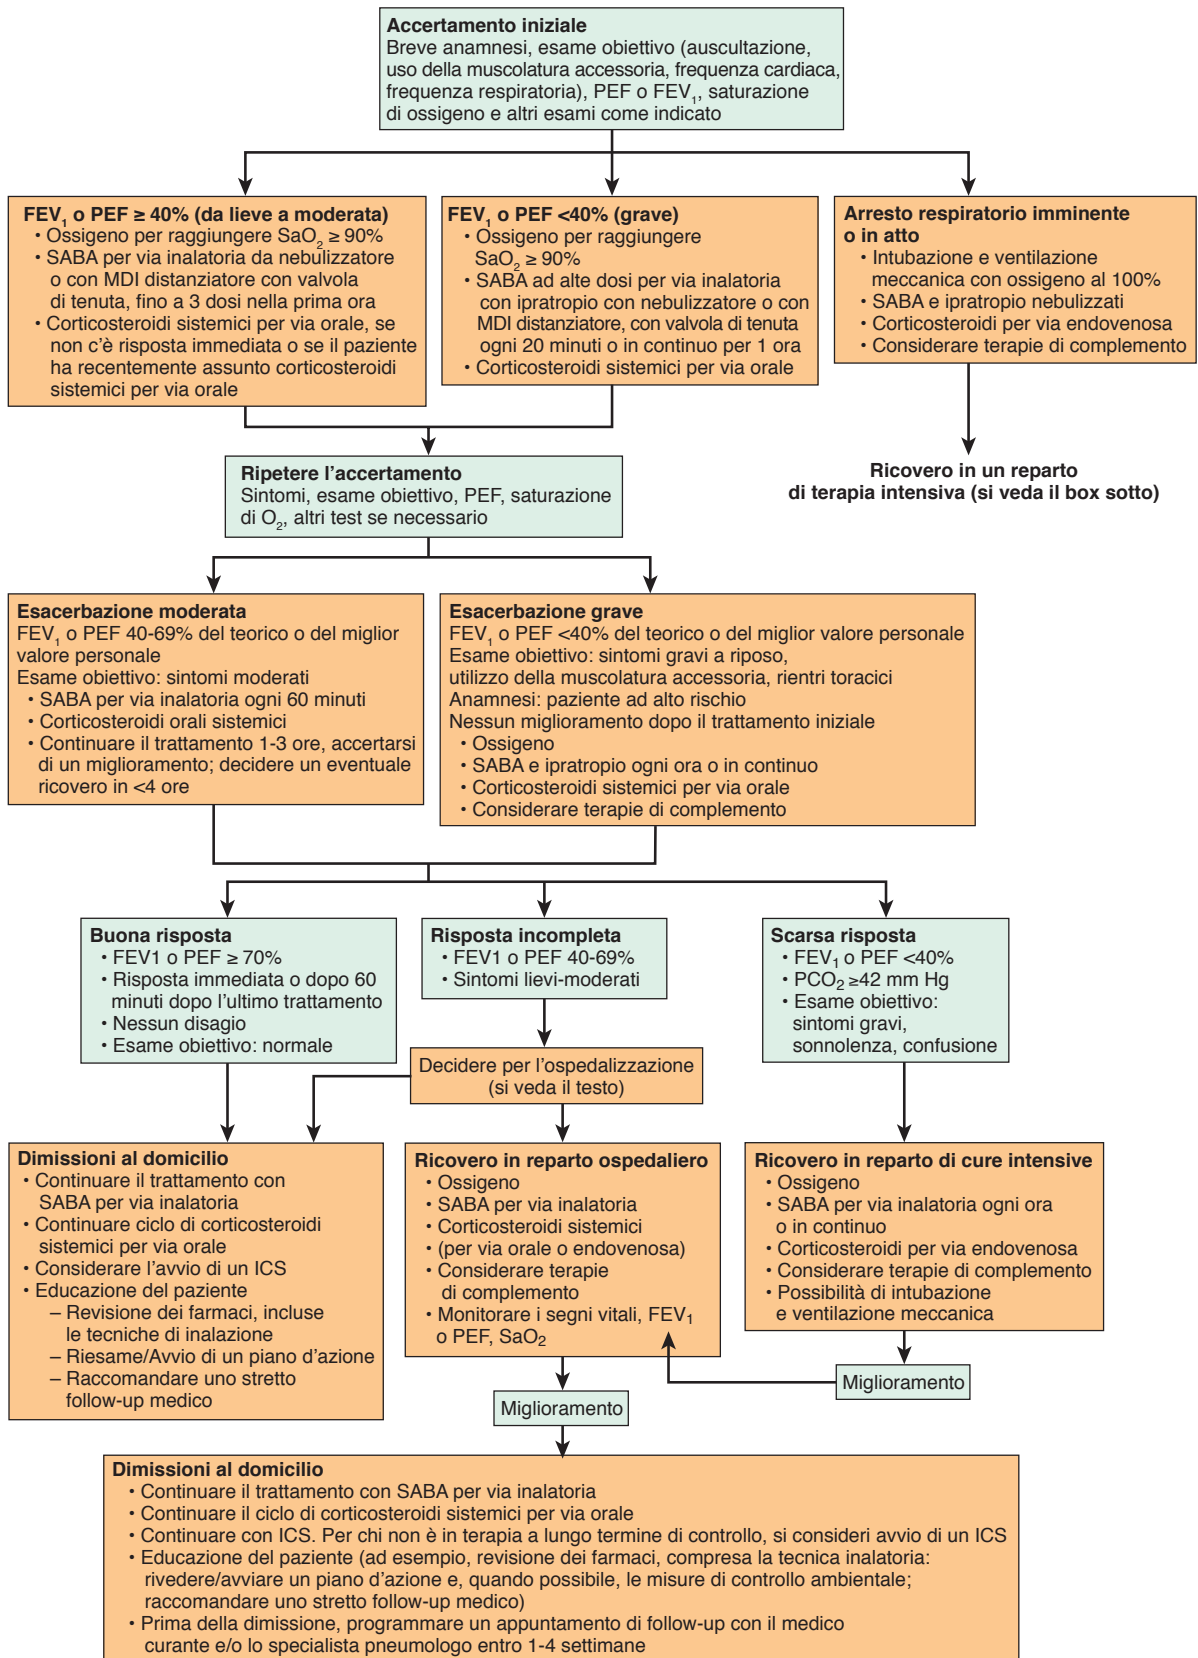 Accertamento iniziale
Breve anamnesi, esame obiettivo (auscultazione,
uso della muscolatura accessoria, frequenza cardiaca,
frequenza respiratoria), PEF o FEV₁, saturazione
di ossigeno e altri esami come indicato
FEV₁ o PEF ≥ 40% (da lieve a moderata)
• Ossigeno per raggiungere SaO₂ ≥ 90%
• SABA per via inalatoria da nebulizzatore
o con MDI distanziatore con valvola
di tenuta, fino a 3 dosi nella prima ora
• Corticosteroidi sistemici per via orale, se
non c'è risposta immediata o se il paziente
ha recentemente assunto corticosteroidi
sistemici per via orale
FEV₁ o PEF <40% (grave)
• Ossigeno per raggiungere
SaO₂ ≥ 90%
• SABA ad alte dosi per via inalatoria
con ipratropio con nebulizzatore o con
MDI distanziatore, con valvola di tenuta
ogni 20 minuti o in continuo per 1 ora
• Corticosteroidi sistemici per via orale
Arresto respiratorio imminente
o in atto
• Intubazione e ventilazione
meccanica con ossigeno al 100%
• SABA e ipratropio nebulizzati
• Corticosteroidi per via endovenosa
• Considerare terapie di complemento
Ricovero in un reparto
di terapia intensiva (si veda il box sotto)
Ripetere l'accertamento
Sintomi, esame obiettivo, PEF, saturazione
di O₂, altri test se necessario
Esacerbazione moderata
FEV₁ o PEF 40-69% del teorico o del miglior
valore personale
Esame obiettivo: sintomi moderati
• SABA per via inalatoria ogni 60 minuti
• Corticosteroidi orali sistemici
• Continuare il trattamento 1-3 ore, accertarsi
di un miglioramento; decidere un eventuale
ricovero in <4 ore
Esacerbazione grave
FEV₁ o PEF <40% del teorico o del miglior valore personale
Esame obiettivo: sintomi gravi a riposo,
utilizzo della muscolatura accessoria, rientri toracici
Anamnesi: paziente ad alto rischio
Nessun miglioramento dopo il trattamento iniziale
• Ossigeno
• SABA e ipratropio ogni ora o in continuo
• Corticosteroidi sistemici per via orale
• Considerare terapie di complemento
Buona risposta
• FEV1 o PEF ≥ 70%
• Risposta immediata o dopo 60
minuti dopo l'ultimo trattamento
• Nessun disagio
• Esame obiettivo: normale
Risposta incompleta
• FEV1 o PEF 40-69%
• Sintomi lievi-moderati
Scarsa risposta
• FEV₁ o PEF <40%
• PCO₂ ≥42 mm Hg
• Esame obiettivo:
sintomi gravi,
sonnolenza, confusione
Decidere per l'ospedalizzazione
(si veda il testo)
Dimissioni al domicilio
• Continuare il trattamento con
SABA per via inalatoria
• Continuare ciclo di corticosteroidi
sistemici per via orale
• Considerare l'avvio di un ICS
• Educazione del paziente
– Revisione dei farmaci, incluse
le tecniche di inalazione
– Riesame/Avvio di un piano d'azione
– Raccomandare uno stretto
follow-up medico
Ricovero in reparto ospedaliero
• Ossigeno
• SABA per via inalatoria
• Corticosteroidi sistemici
• (per via orale o endovenosa)
• Considerare terapie
di complemento
• Monitorare i segni vitali, FEV₁
o PEF, SaO₂
Ricovero in reparto di cure intensive
• Ossigeno
• SABA per via inalatoria ogni ora
o in continuo
• Corticosteroidi per via endovenosa
• Considerare terapie di complemento
• Possibilità di intubazione
e ventilazione meccanica
Miglioramento
Miglioramento
Dimissioni al domicilio
• Continuare il trattamento con SABA per via inalatoria
• Continuare il ciclo di corticosteroidi sistemici per via orale
• Continuare con ICS. Per chi non è in terapia a lungo termine di controllo, si consideri avvio di un ICS
• Educazione del paziente (ad esempio, revisione dei farmaci, compresa la tecnica inalatoria:
rivedere/avviare un piano d'azione e, quando possibile, le misure di controllo ambientale;
raccomandare uno stretto follow-up medico)
• Prima della dimissione, programmare un appuntamento di follow-up con il medico
curante e/o lo specialista pneumologo entro 1-4 settimane